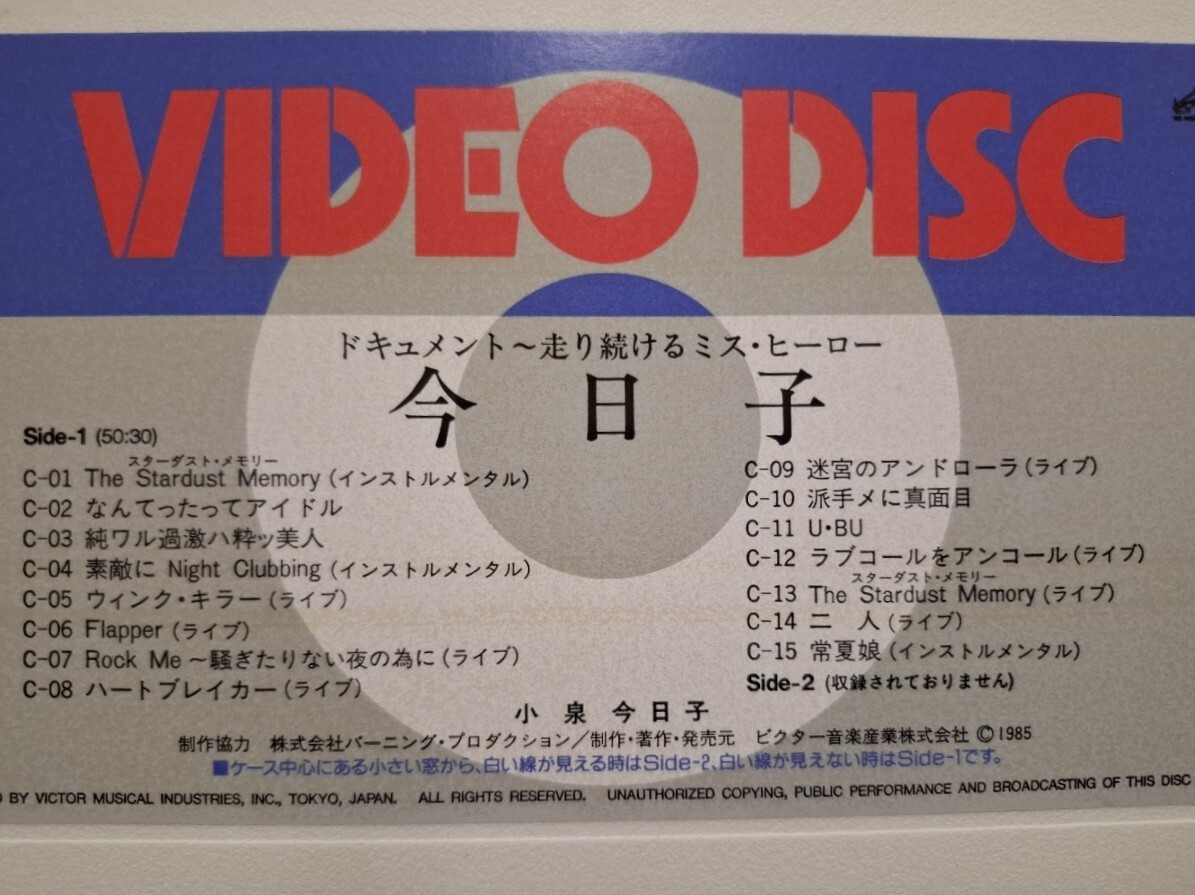 VIDEO DISC
ドキュメント～走り続けるミス・ヒーロー
今日子
Side-1 (50:30)
スターダスト・メモリー
C-01 The Stardust Memory (インストルメンタル)
C-02 なんてったってアイドル
C-03 純ワル過激ハ粋ッ美人
C-04 素敵に Night Clubbing (インストルメンタル)
C-05 ウィンク・キラー (ライブ)
C-06 Flapper (ライブ)
C-07 Rock Me～騒ぎたりない夜の為に (ライブ)
C-08 ハートブレイカー (ライブ)
C-09 迷宮のアンドローラ (ライブ)
C-10 派手メに真面目
C-11 U・BU
C-12 ラブコールをアンコール (ライブ)
スターダスト・メモリー
C-13 The Stardust Memory (ライブ)
C-14 二 人 (ライブ)
C-15 常夏娘 (インストルメンタル)
Side-2 (収録されておりません)
小泉今日子
制作協力 株式会社バーニング・プロダクション／制作・著作・発売元 ビクター音楽産業株式会社 ©1985
■ケース中心にある小さい窓から、白い線が見える時はSide-2、白い線が見えない時はSide-1です。
BY VICTOR MUSICAL INDUSTRIES, INC., TOKYO, JAPAN. ALL RIGHTS RESERVED. UNAUTHORIZED COPYING, PUBLIC PERFORMANCE AND BROADCASTING OF THIS DISC